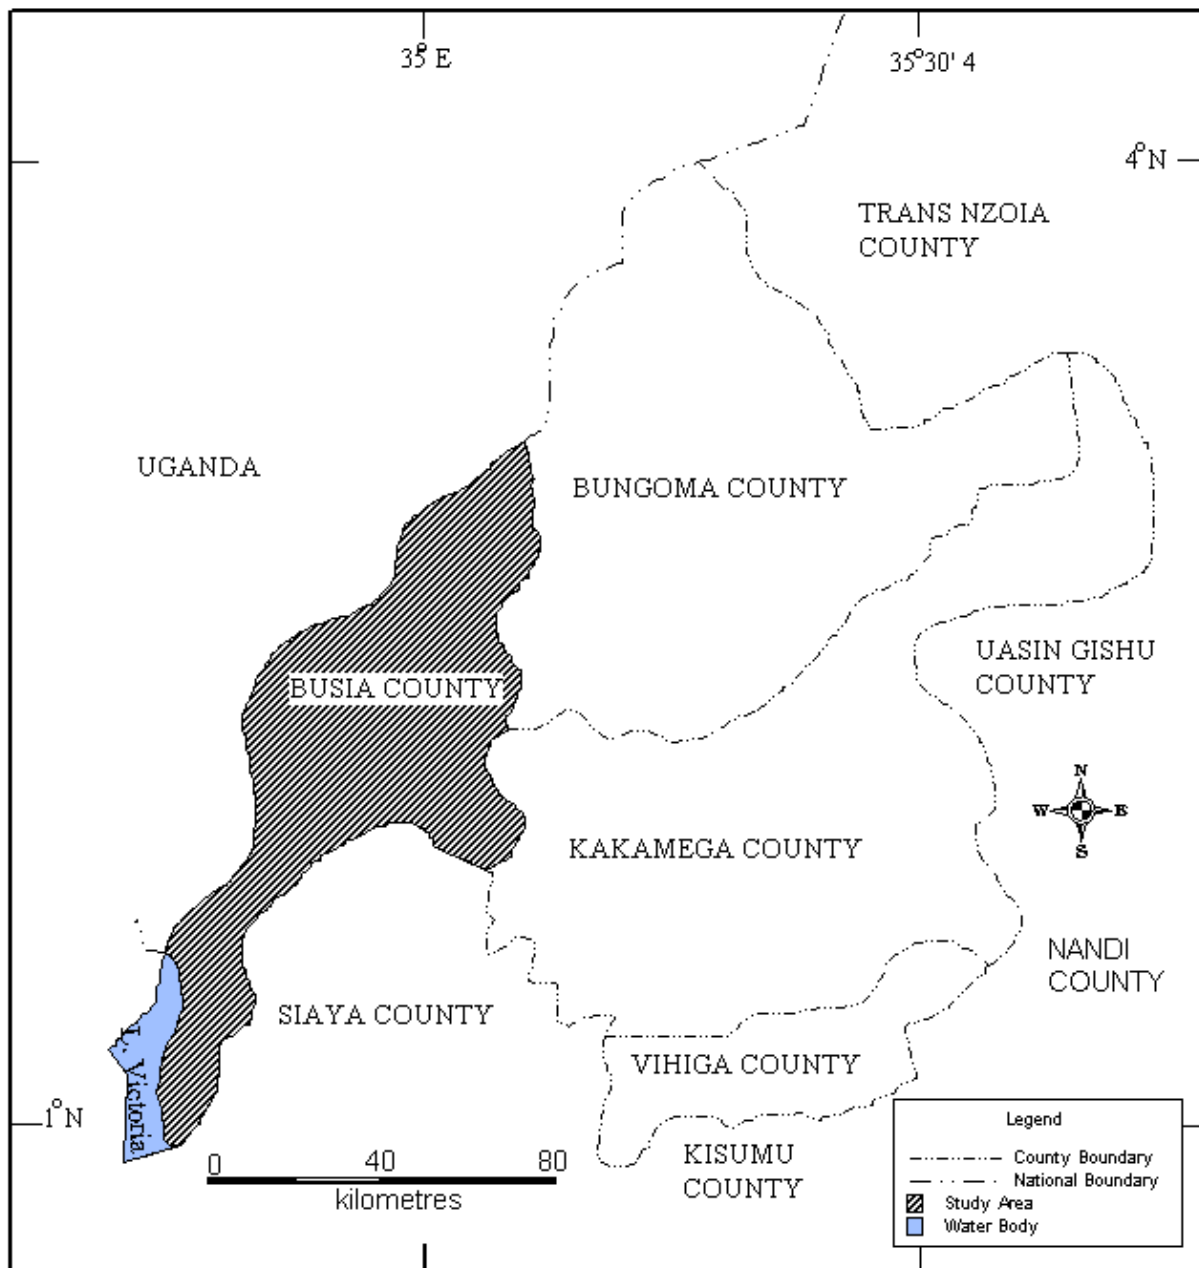 35° E
35°30' 4
4°N
TRANS NZOIA
COUNTY
UGANDA
BUNGOMA COUNTY
UASIN GISHU
COUNTY
BUSIA COUNTY
N
W
E
S
KAKAMEGA COUNTY
NANDI
COUNTY
SIAYA COUNTY
L. Victoria
VIHIGA COUNTY
1°N
KISUMU
COUNTY
0 40 80
kilometres
Legend
County Boundary
National Boundary
Study Area
Water Body